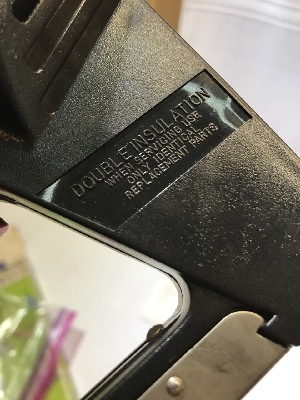 DOUBLE INSULATION
WHEN SERVICING USE
ONLY IDENTICAL
REPLACEMENT PARTS